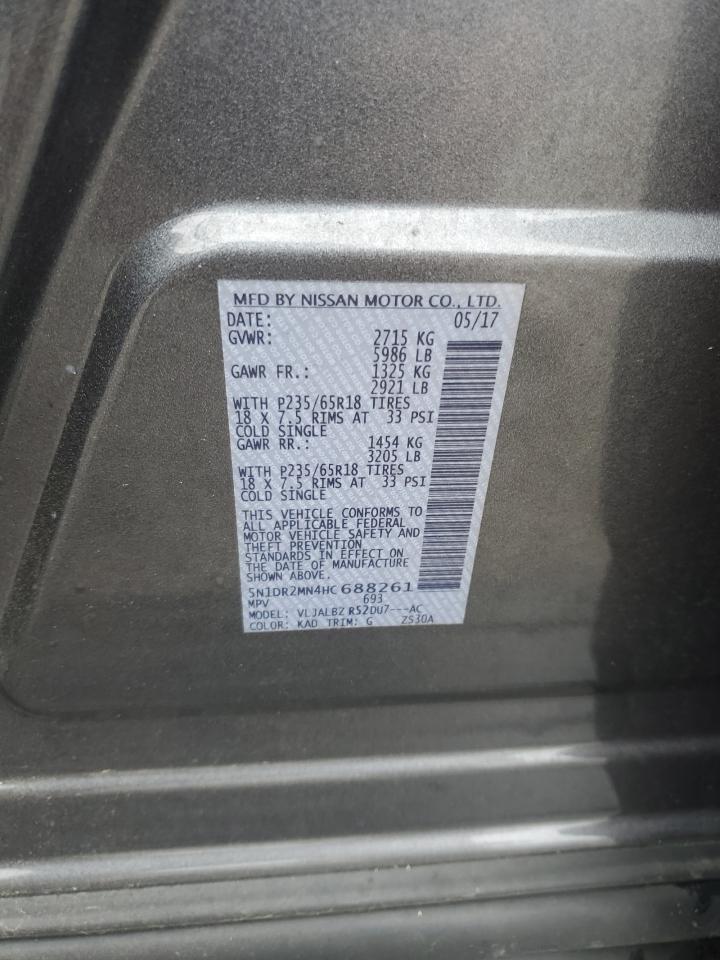 MFD BY NISSAN MOTOR CO., LTD.
DATE: 05/17
GVWR: 2715 KG
5986 LB
GAWR FR.: 1325 KG
2921 LB
WITH P235/65R18 TIRES
18 X 7.5 RIMS AT 33 PSI
COLD SINGLE
GAWR RR.: 1454 KG
3205 LB
WITH P235/65R18 TIRES
18 X 7.5 RIMS AT 33 PSI
COLD SINGLE
THIS VEHICLE CONFORMS TO
ALL APPLICABLE FEDERAL
MOTOR VEHICLE SAFETY AND
THEFT PREVENTION
STANDARDS IN EFFECT ON
THE DATE OF MANUFACTURE
SHOWN ABOVE.
5N1DR2MN4HC688261
MPV 693
MODEL: VLJALBZ R52DU7---AC
COLOR: KAD TRIM: G ZS30A